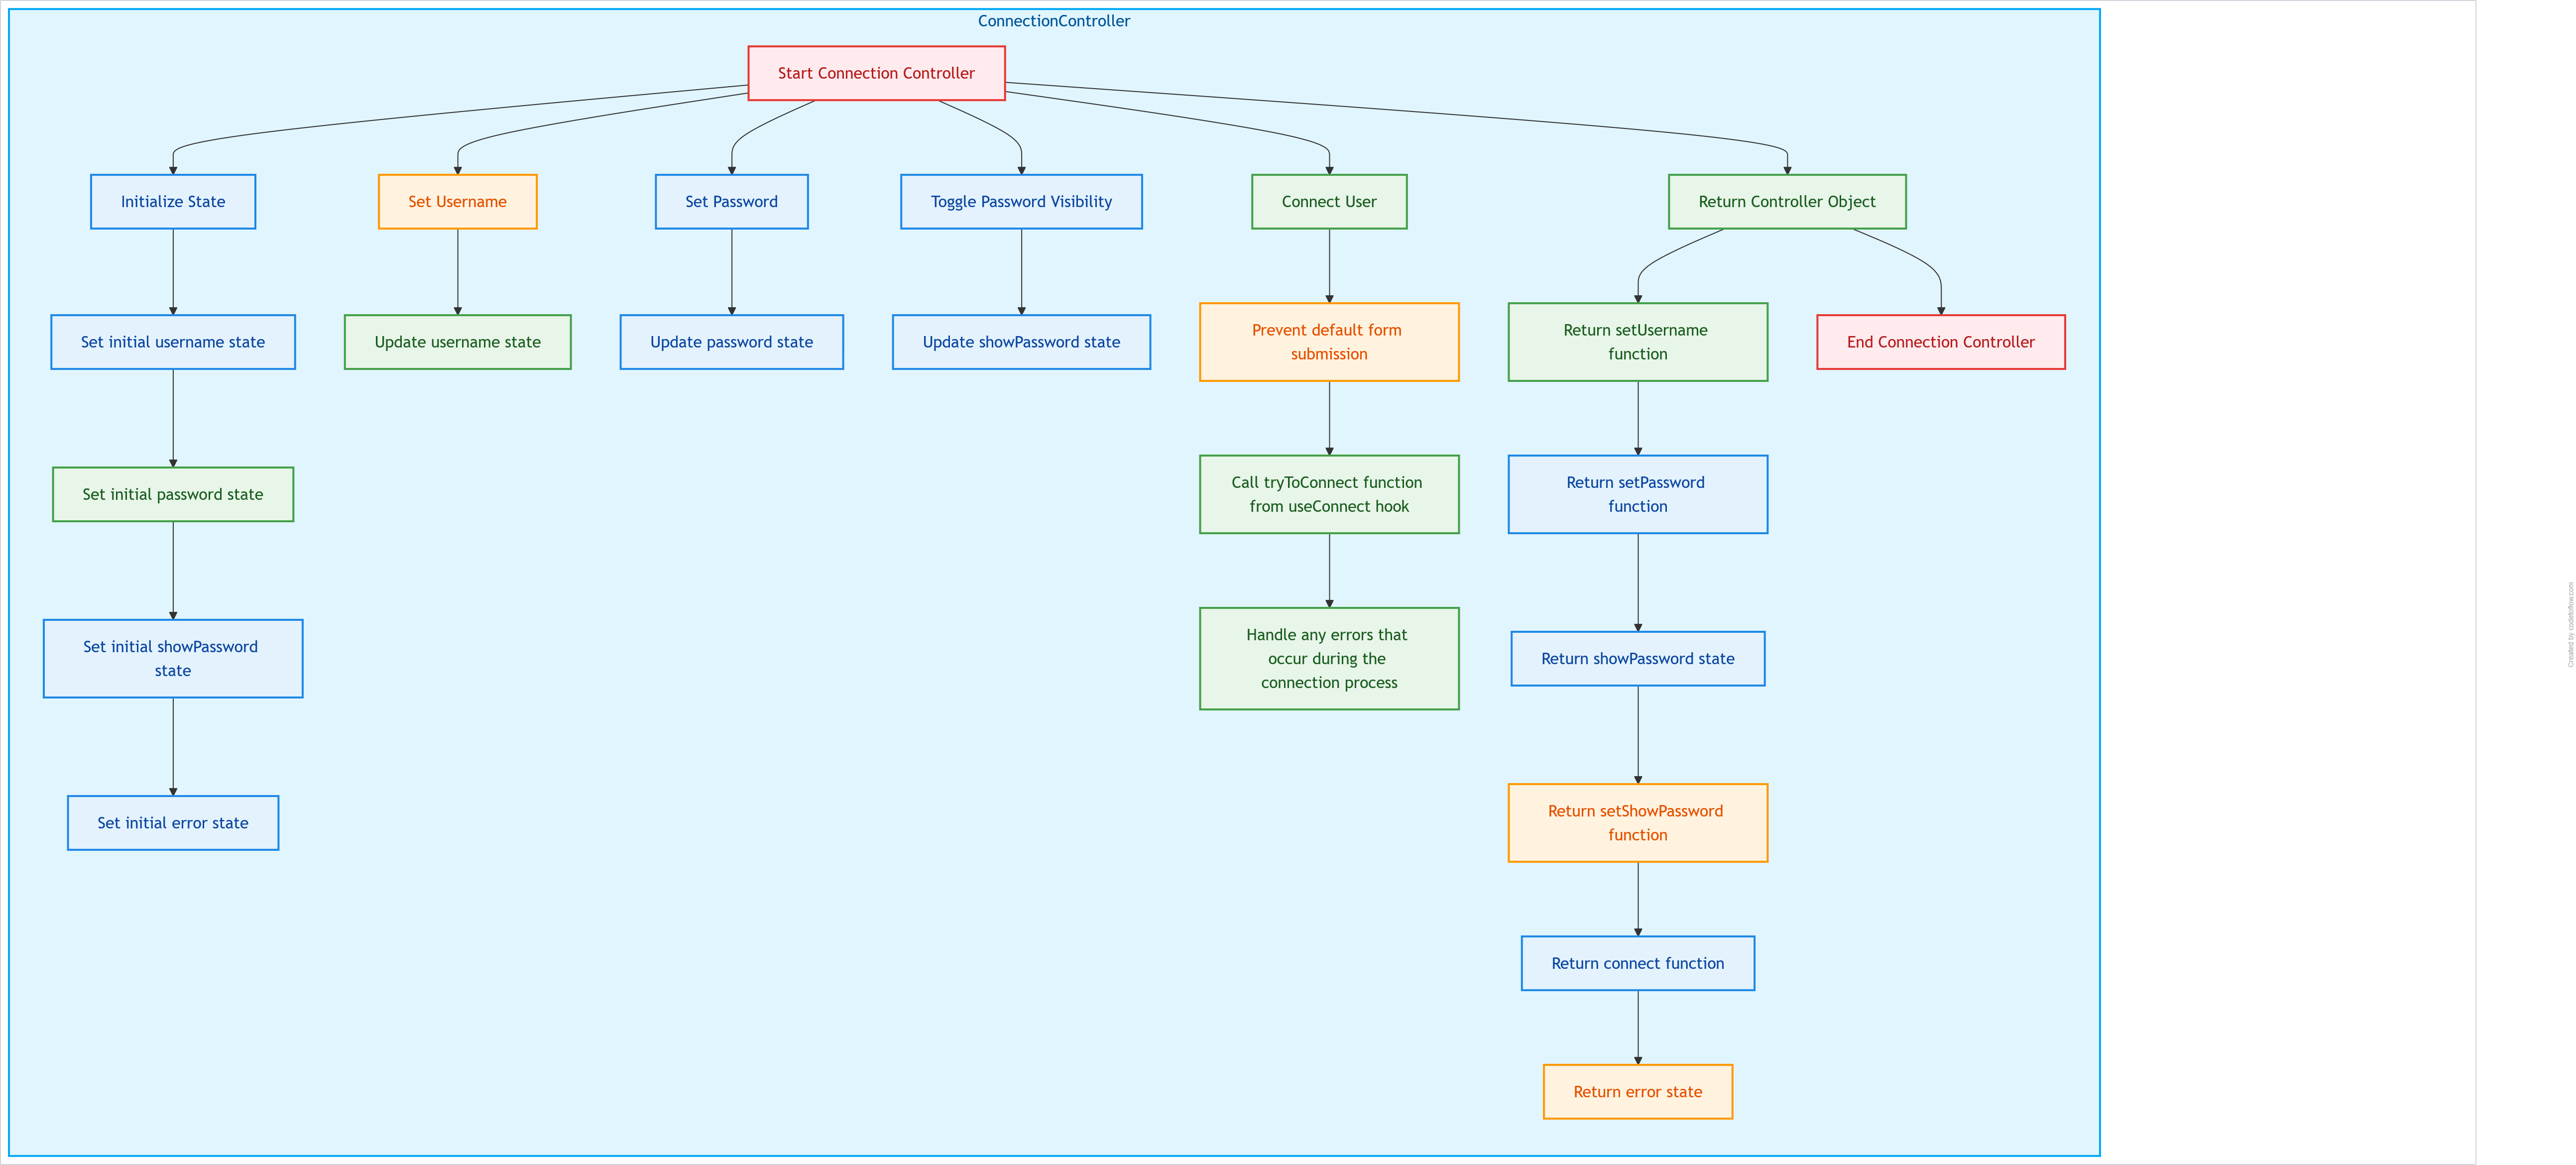 ConnectionController
Start Connection Controller
Initialize State
Set Username
Set Password
Toggle Password Visibility
Connect User
Return Controller Object
Set initial username state
Update username state
Update password state
Update showPassword state
Prevent default form
submission
Return setUsername
function
End Connection Controller
Set initial password state
Call tryToConnect function
from useConnect hook
Return setPassword
function
Set initial showPassword
state
Handle any errors that
occur during the
connection process
Return showPassword state
Set initial error state
Return setShowPassword
function
Return connect function
Return error state
Created by codetoflow.com